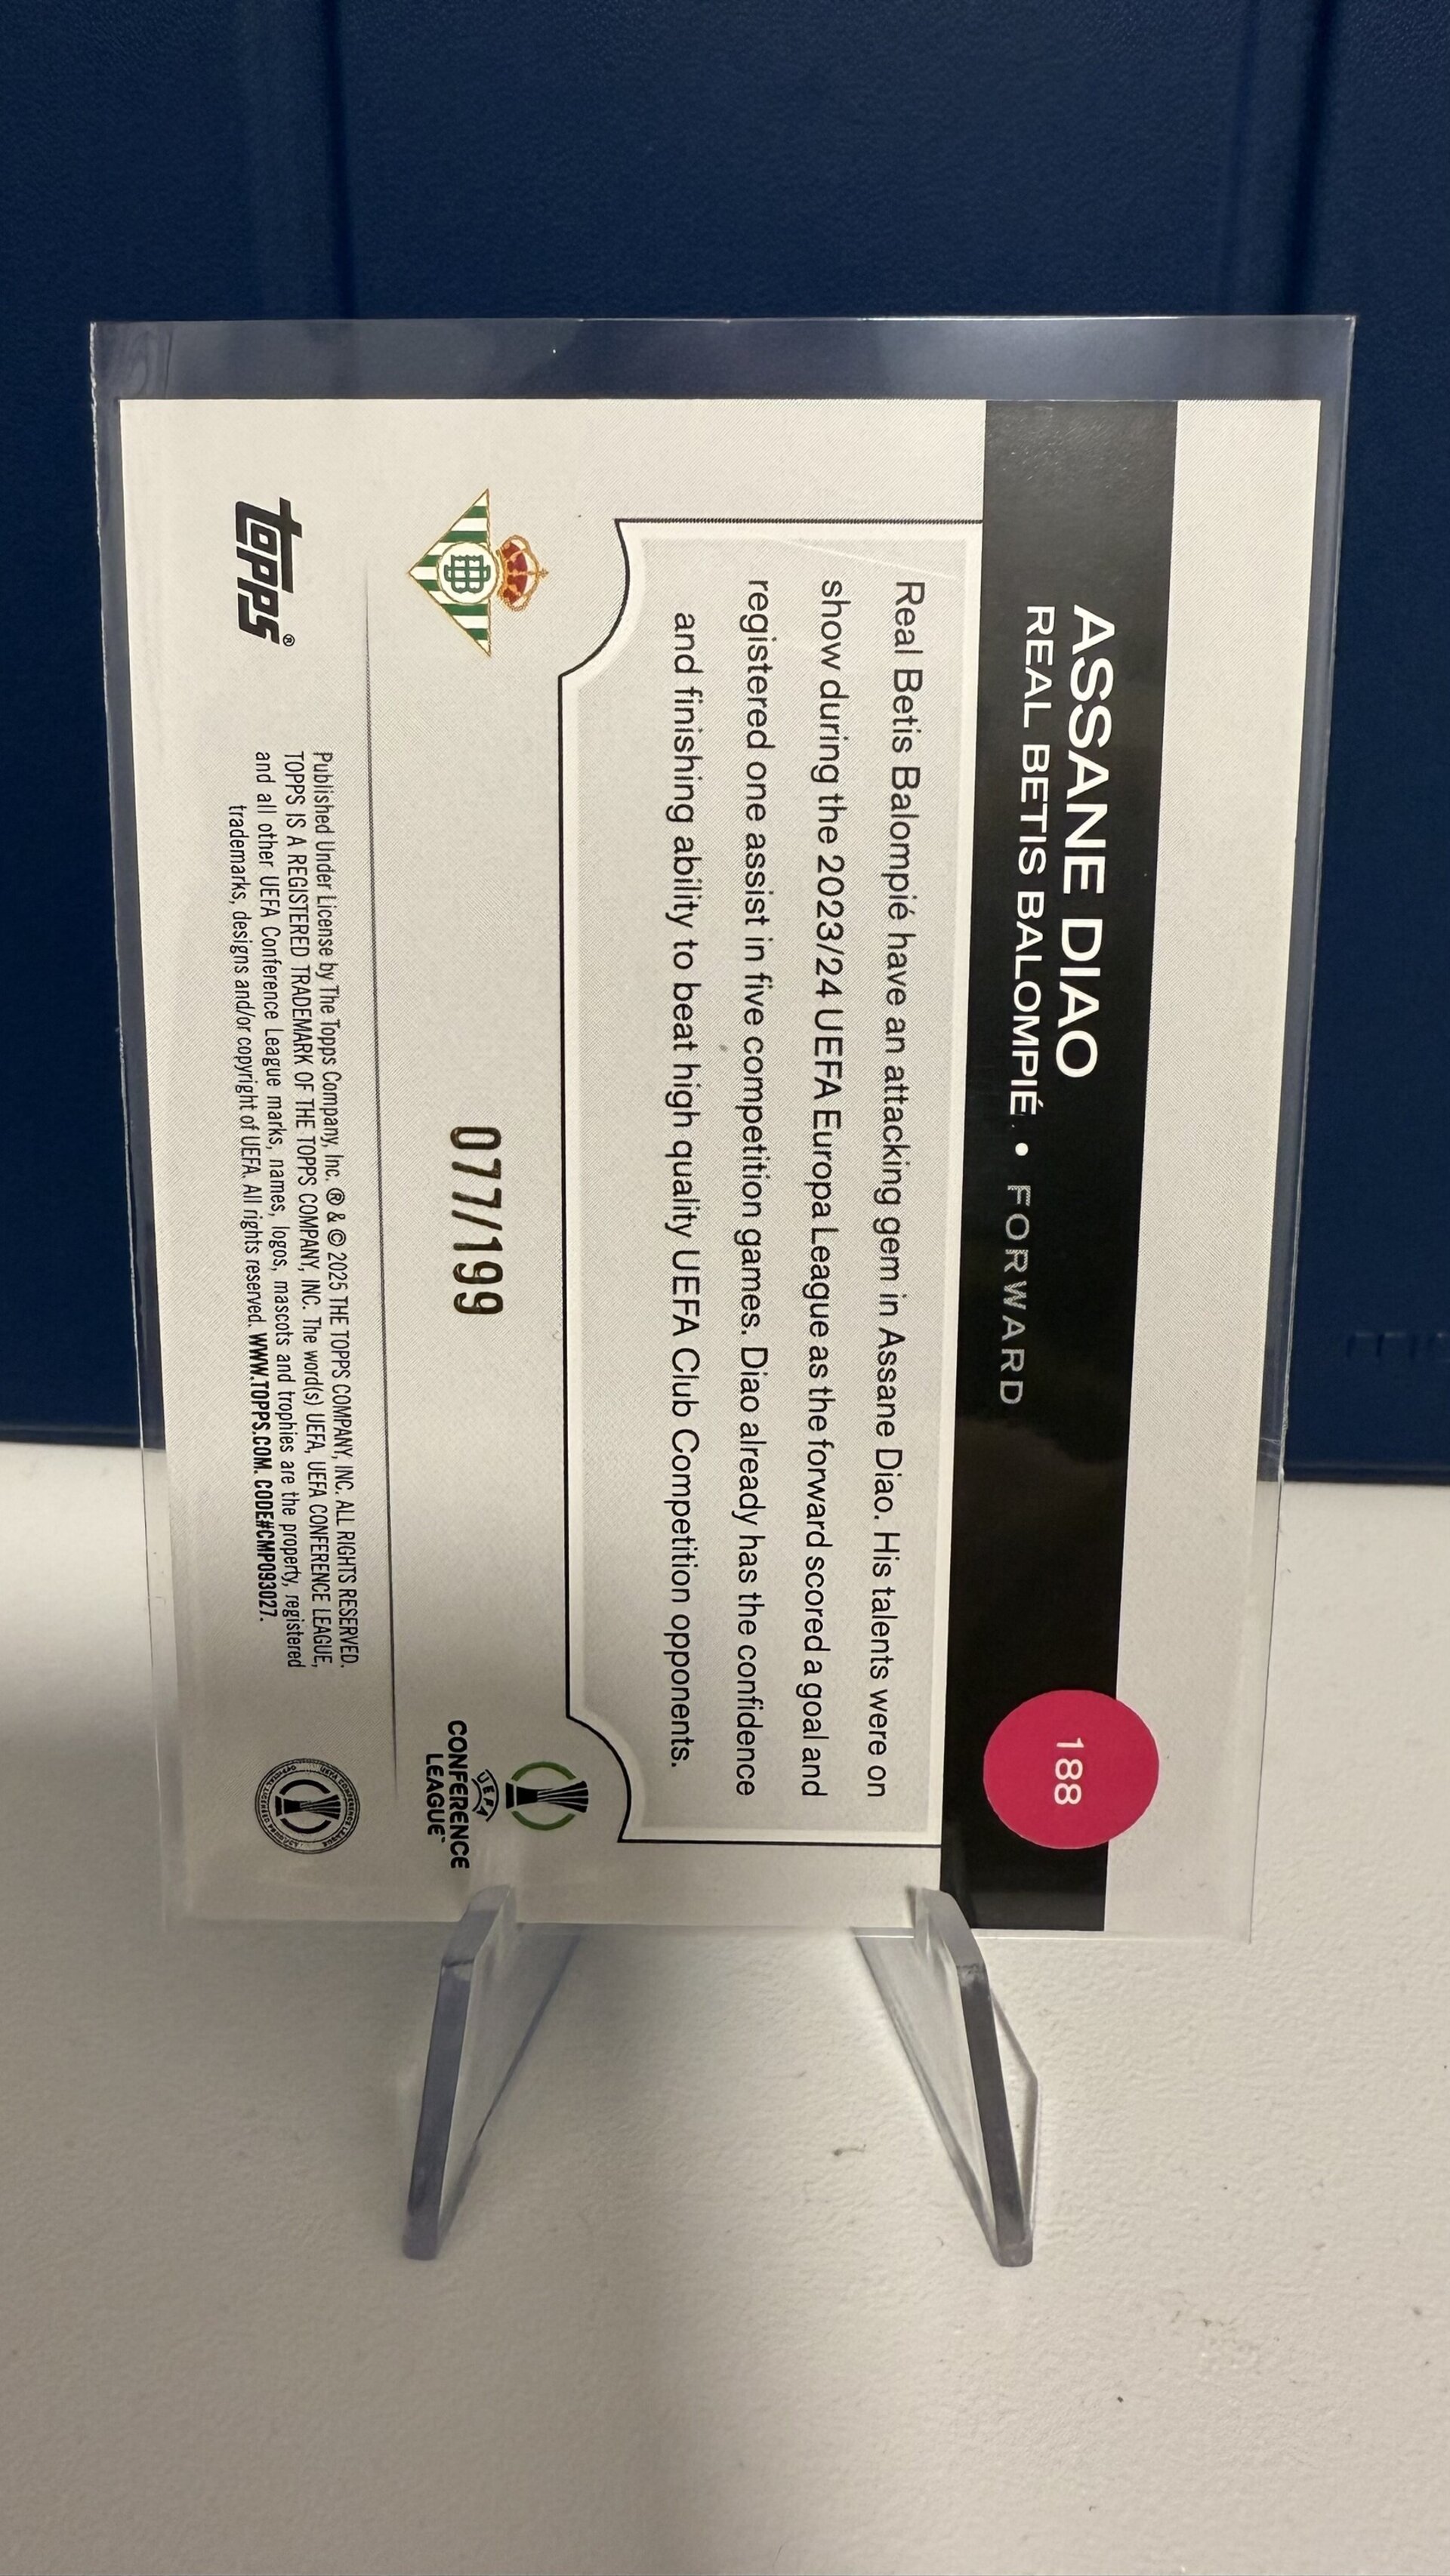 188
ASSANE DIAO
REAL BETIS BALOMPIÉ • FORWARD
Real Betis Balompié have an attacking gem in Assane Diao. His talents were on
show during the 2023/24 UEFA Europa League as the forward scored a goal and
registered one assist in five competition games. Diao already has the confidence
and finishing ability to beat high quality UEFA Club Competition opponents.
077/199
UEFA
CONFERENCE
LEAGUE™
topps®
Published Under License by The Topps Company, Inc. ® & © 2025 THE TOPPS COMPANY, INC. ALL RIGHTS RESERVED.
TOPPS IS A REGISTERED TRADEMARK OF THE TOPPS COMPANY, INC. The word(s) UEFA, UEFA CONFERENCE LEAGUE,
and all other UEFA Conference League marks, names, logos, mascots and trophies are the property, registered
trademarks, designs and/or copyright of UEFA. All rights reserved. WWW.TOPPS.COM. CODE#CMP093027.